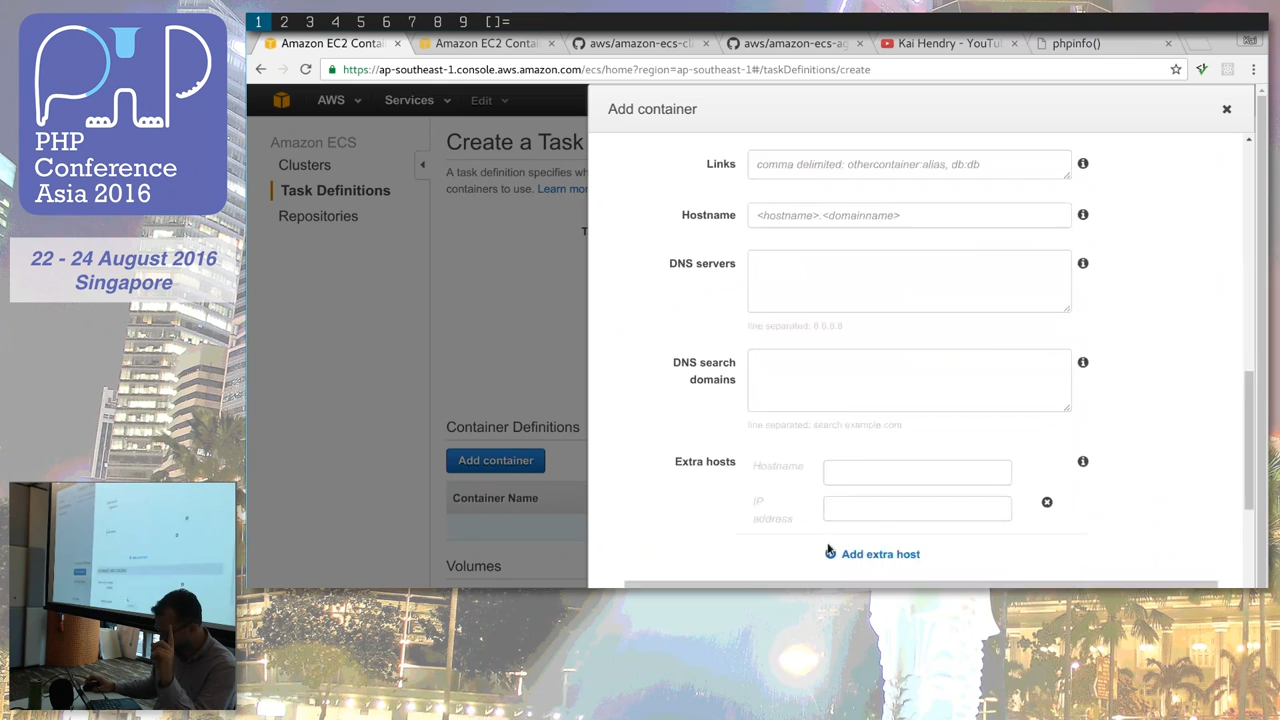 PHP
Conference
Asia 2016
22 - 24 August 2016
Singapore
1 2 3 4 5 6 7 8 9 []=
Amazon EC2 Contai
Amazon EC2 Contai
aws/amazon-ecs-cli
aws/amazon-ecs-ag
Kai Hendry - YouTu
phpinfo()
Kai
https://ap-southeast-1.console.aws.amazon.com/ecs/home?region=ap-southeast-1#/taskDefinitions/create
AWS
Services
Edit
Amazon ECS
Clusters
Task Definitions
Repositories
Create a Task
A task definition specifies wh
containers to use. Learn mor
T
Container Definitions
Add container
Container Name
Volumes
Add container
Links
comma delimited: othercontainer:alias, db:db
Hostname
<hostname>.<domainname>
DNS servers
line separated: 8.8.8.8
DNS search
domains
line separated: search.example.com
Extra hosts
Hostname
IP
address
Add extra host